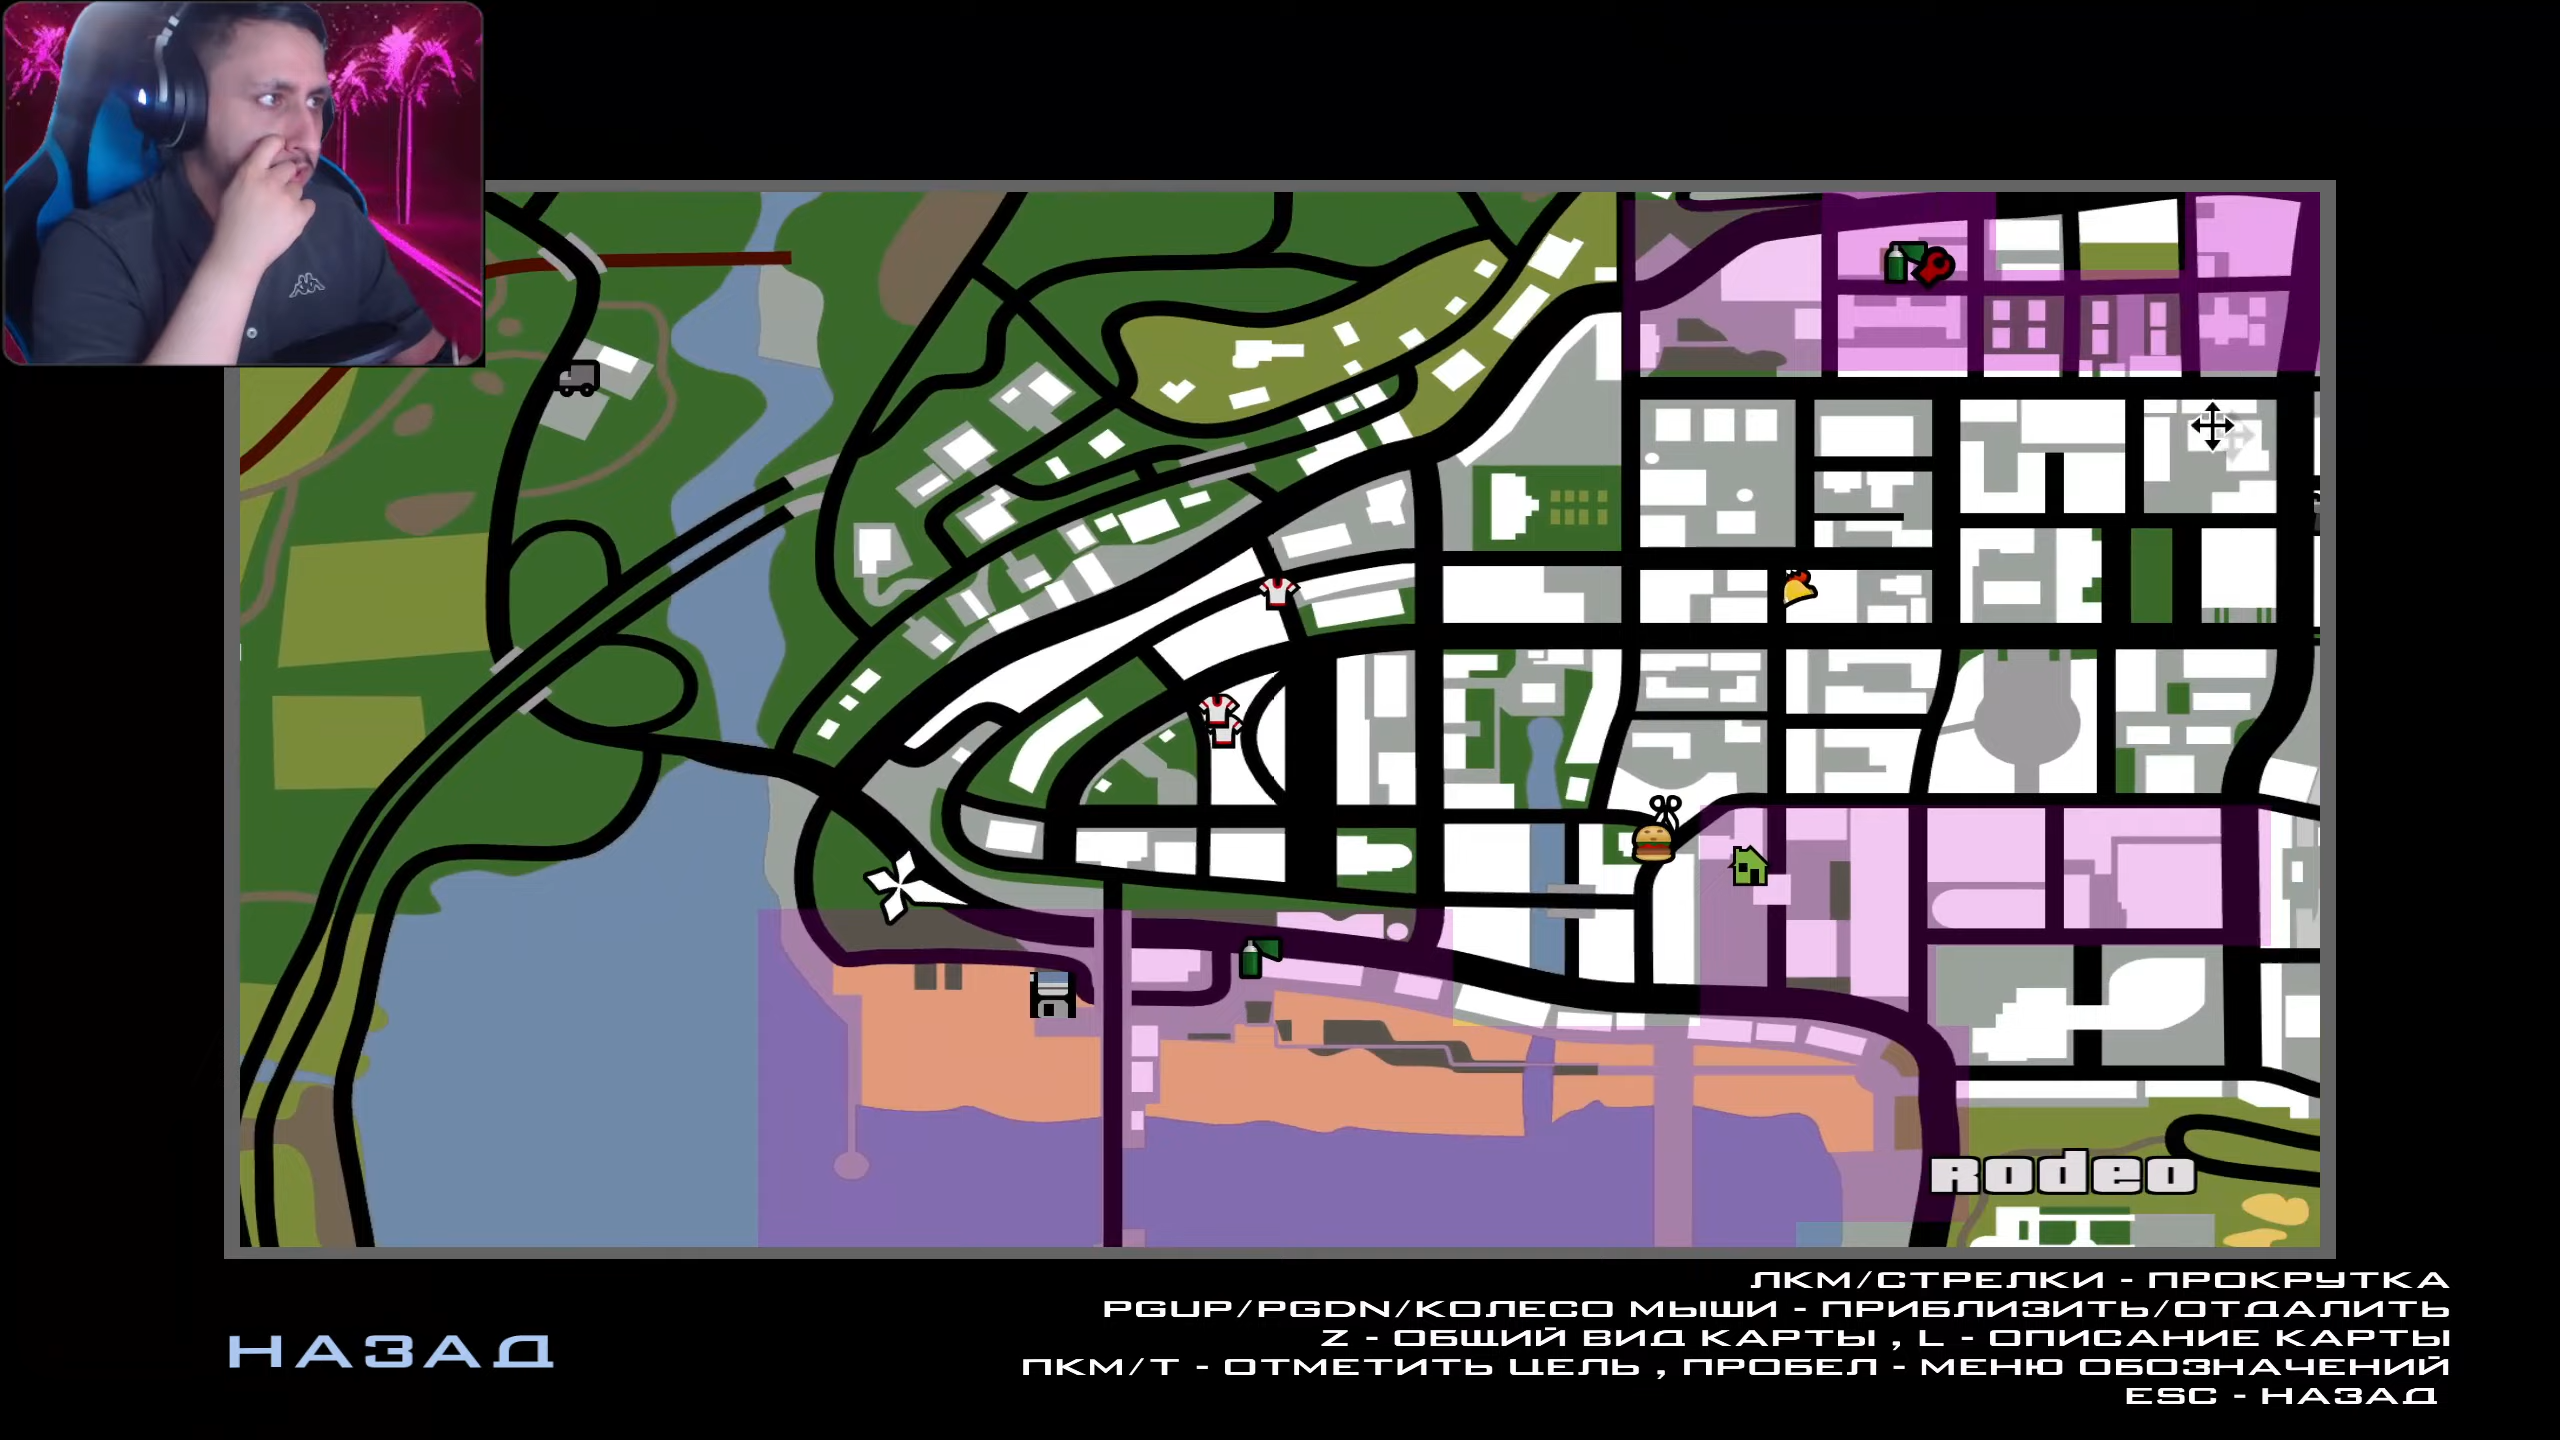 Rodeo
ЛКМ/СТРЕЛКИ - ПРОКРУТКА
PGUP/PGDN/КОЛЕСО МЫШИ - ПРИБЛИЗИТЬ/ОТДАЛИТЬ
Z - ОБЩИЙ ВИД КАРТЫ , L - ОПИСАНИЕ КАРТЫ
НАЗАД
ПКМ/T - ОТМЕТИТЬ ЦЕЛЬ , ПРОБЕЛ - МЕНЮ ОБОЗНАЧЕНИЙ
ESC - НАЗАД